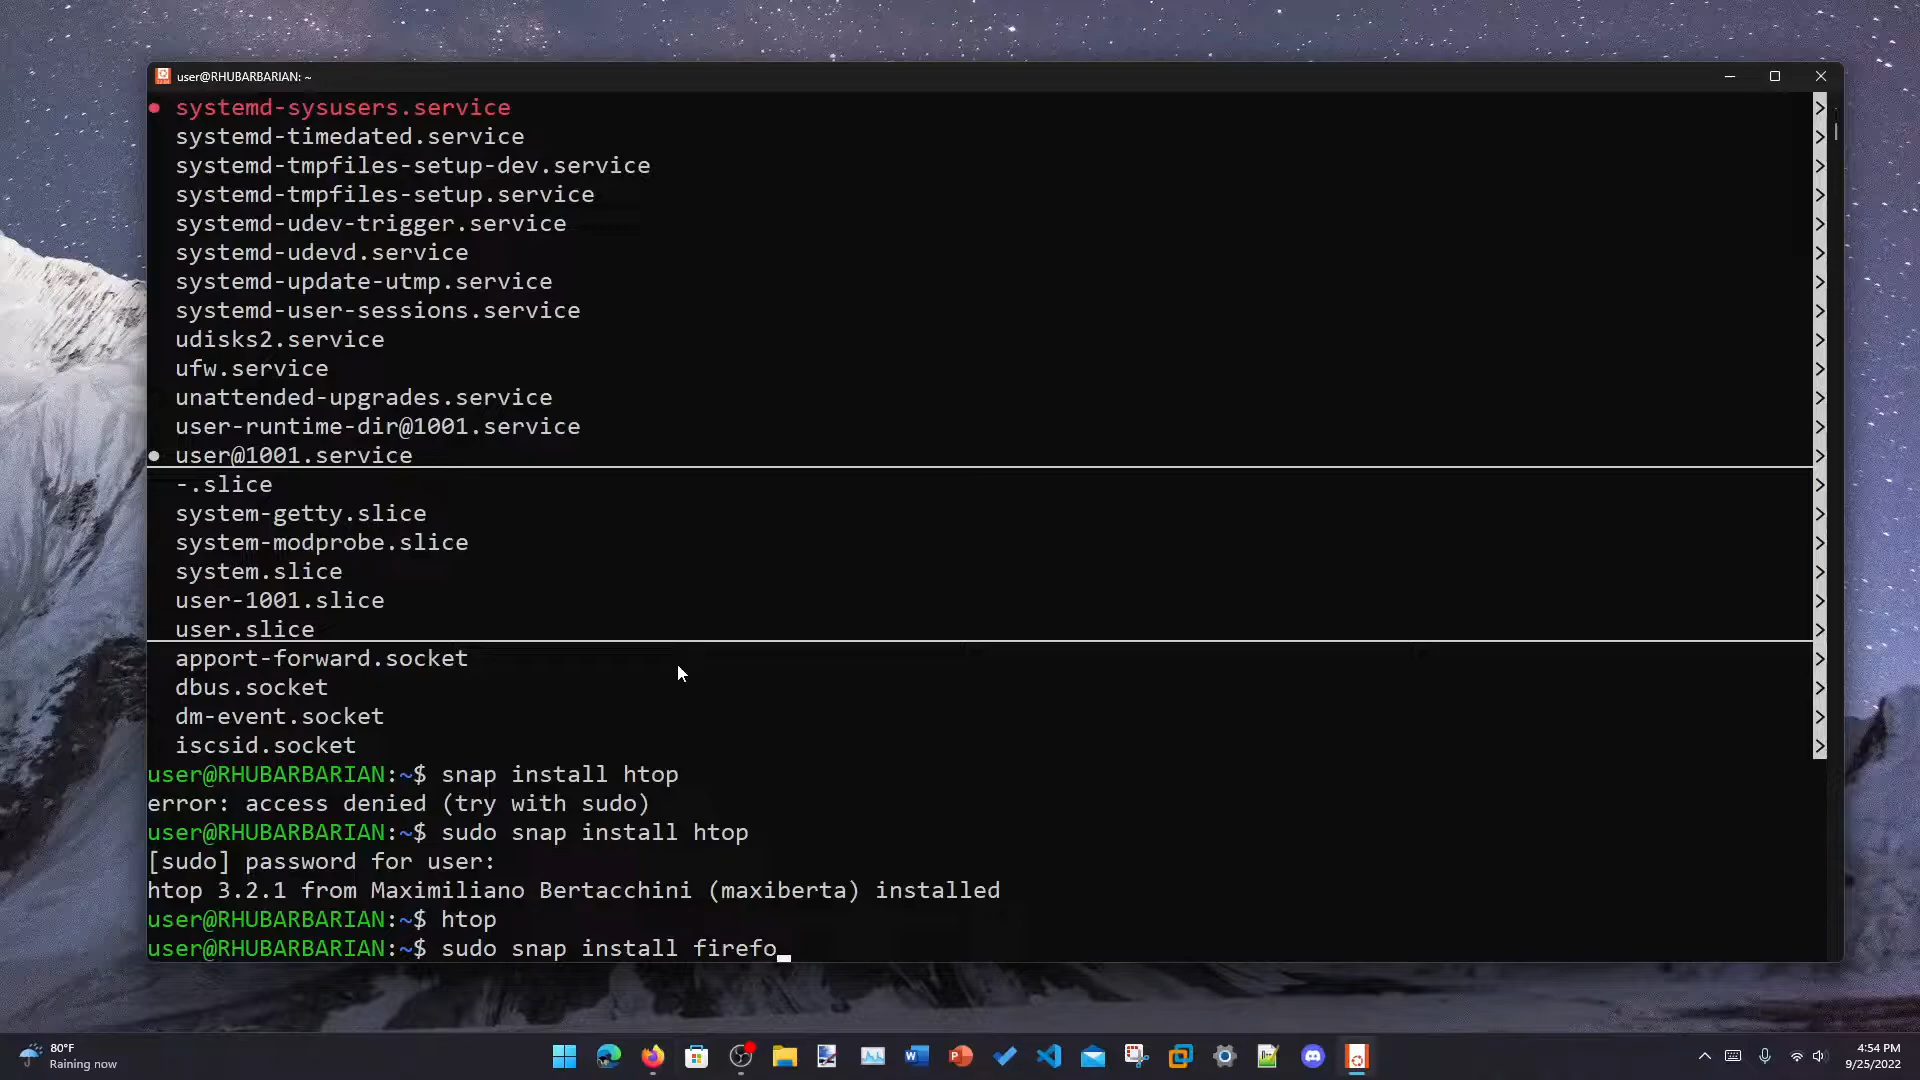 user@RHUBARBARIAN: ~
● systemd-sysusers.service >
systemd-timedated.service >
systemd-tmpfiles-setup-dev.service >
systemd-tmpfiles-setup.service >
systemd-udev-trigger.service >
systemd-udevd.service >
systemd-update-utmp.service >
systemd-user-sessions.service >
udisks2.service >
ufw.service >
unattended-upgrades.service >
user-runtime-dir@1001.service >
● user@1001.service >
-.slice >
system-getty.slice >
system-modprobe.slice >
system.slice >
user-1001.slice >
user.slice >
apport-forward.socket >
dbus.socket >
dm-event.socket >
iscsid.socket >
user@RHUBARBARIAN:~$ snap install htop
error: access denied (try with sudo)
user@RHUBARBARIAN:~$ sudo snap install htop
[sudo] password for user:
htop 3.2.1 from Maximiliano Bertacchini (maxiberta) installed
user@RHUBARBARIAN:~$ htop
user@RHUBARBARIAN:~$ sudo snap install firefo
80°F
Raining now
4:54 PM
9/25/2022